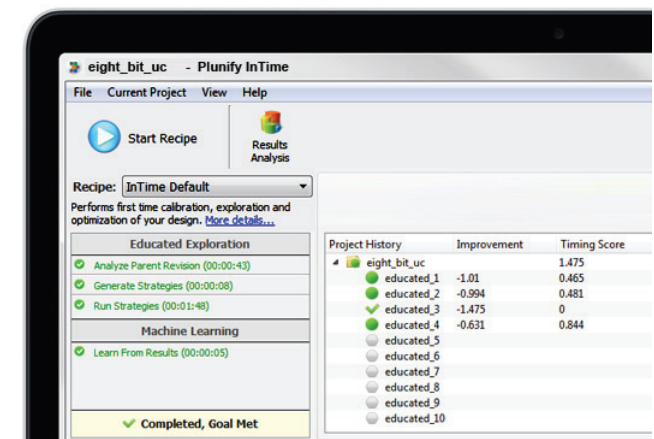 eight_bit_uc - Plunify InTime
File Current Project View Help
Start Recipe
Results
Analysis
Recipe: InTime Default
Performs first time calibration, exploration and
optimization of your design. More details...
Educated Exploration
Analyze Parent Revision (00:00:43)
Generate Strategies (00:00:08)
Run Strategies (00:01:48)
Machine Learning
Learn From Results (00:00:05)
Completed, Goal Met
Project History Improvement Timing Score
eight_bit_uc 1.475
educated_1 -1.01 0.465
educated_2 -0.994 0.481
educated_3 -1.475 0
educated_4 -0.631 0.844
educated_5
educated_6
educated_7
educated_8
educated_9
educated_10